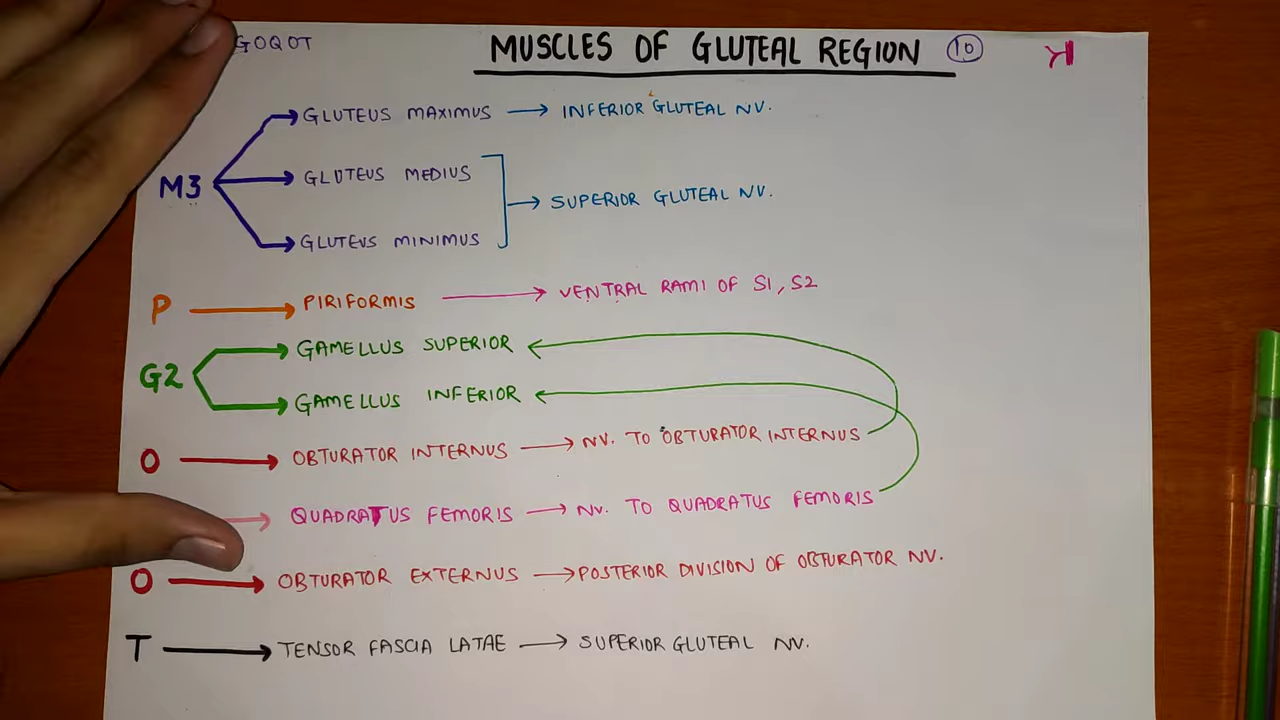 GOQOT
MUSCLES OF GLUTEAL REGION 10
M3
GLUTEUS MAXIMUS → INFERIOR GLUTEAL NV.
GLUTEUS MEDIUS
GLUTEUS MINIMUS
→ SUPERIOR GLUTEAL NV.
P → PIRIFORMIS → VENTRAL RAMI OF S1, S2
G2
GAMELLUS SUPERIOR
GAMELLUS INFERIOR
O → OBTURATOR INTERNUS → NV. TO OBTURATOR INTERNUS
QUADRATUS FEMORIS → NV. TO QUADRATUS FEMORIS
O → OBTURATOR EXTERNUS → POSTERIOR DIVISION OF OBTURATOR NV.
T → TENSOR FASCIA LATAE → SUPERIOR GLUTEAL NV.